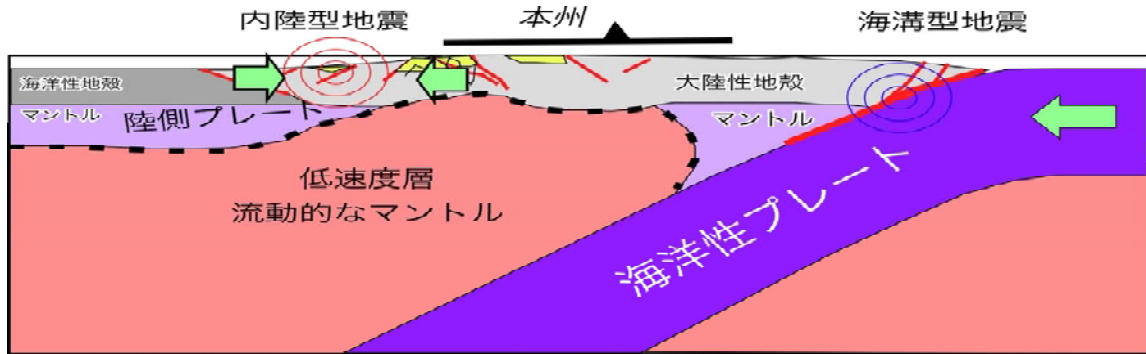 内陸型地震
本州
海溝型地震
海洋性地殻
大陸性地殻
マントル
陸側プレート
マントル
低速度層
流動的なマントル
海洋性プレート